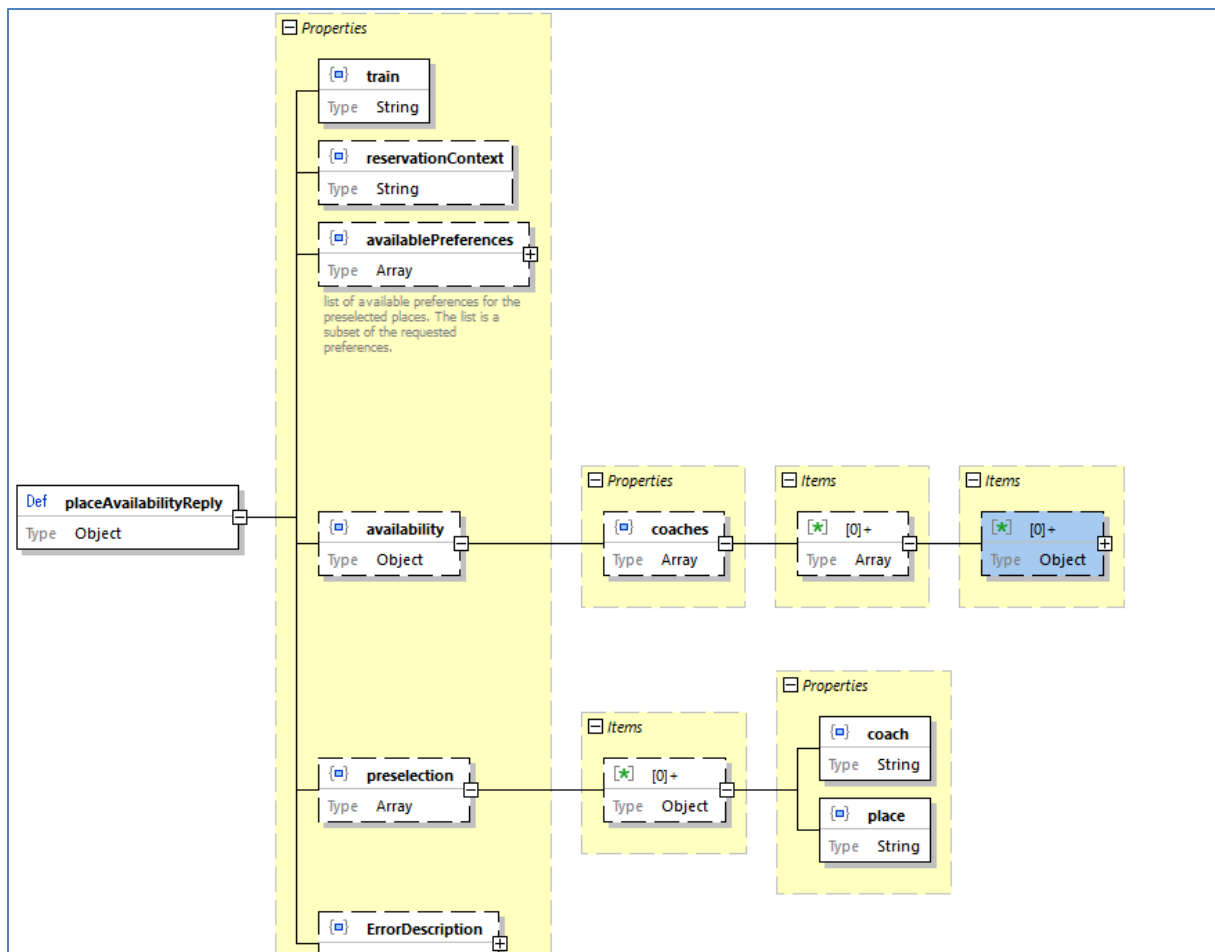 Properties
train
Type String
reservationContext
Type String
availablePreferences
Type Array
list of available preferences for the
preselected places. The list is a
subset of the requested
preferences.
Def placeAvailabilityReply
Type Object
availability
Type Object
Properties
coaches
Type Array
Items
[*] [0]+
Type Array
Items
[*] [0]+
Type Object
preselection
Type Array
Items
[*] [0]+
Type Object
Properties
coach
Type String
place
Type String
ErrorDescription